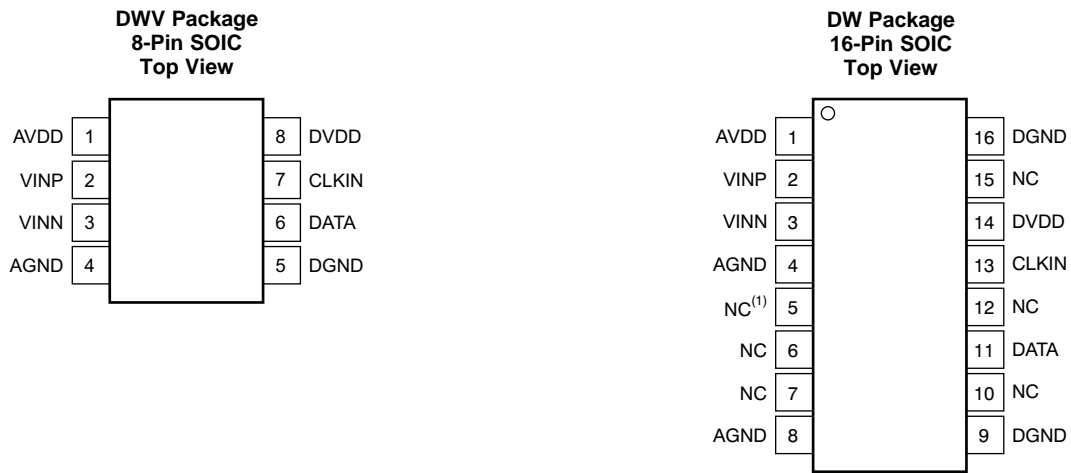 DWV Package
8-Pin SOIC
Top View
AVDD 1 8 DVDD
VINP 2 7 CLKIN
VINN 3 6 DATA
AGND 4 5 DGND
DW Package
16-Pin SOIC
Top View
AVDD 1 16 DGND
VINP 2 15 NC
VINN 3 14 DVDD
AGND 4 13 CLKIN
NC(1) 5 12 NC
NC 6 11 DATA
NC 7 10 NC
AGND 8 9 DGND